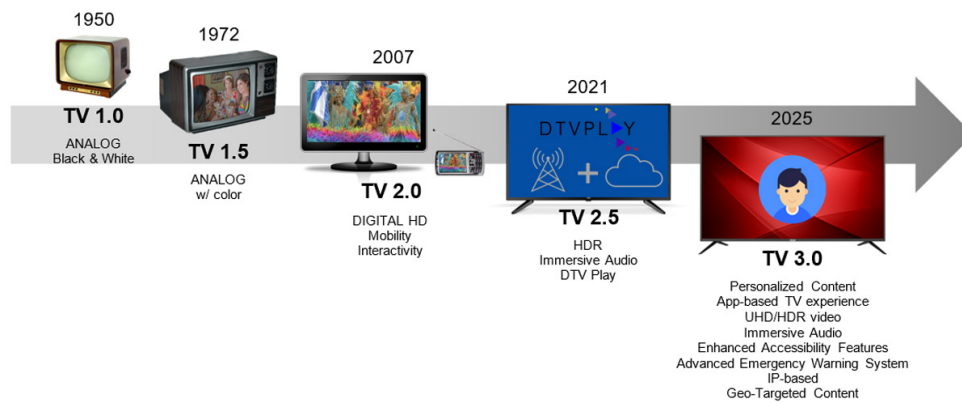 1950
TV 1.0
ANALOG
Black & White
1972
TV 1.5
ANALOG
w/ color
2007
TV 2.0
DIGITAL HD
Mobility
Interactivity
2021
DTVPLAY
TV 2.5
HDR
Immersive Audio
DTV Play
2025
TV 3.0
Personalized Content
App-based TV experience
UHD/HDR video
Immersive Audio
Enhanced Accessibility Features
Advanced Emergency Warning System
IP-based
Geo-Targeted Content